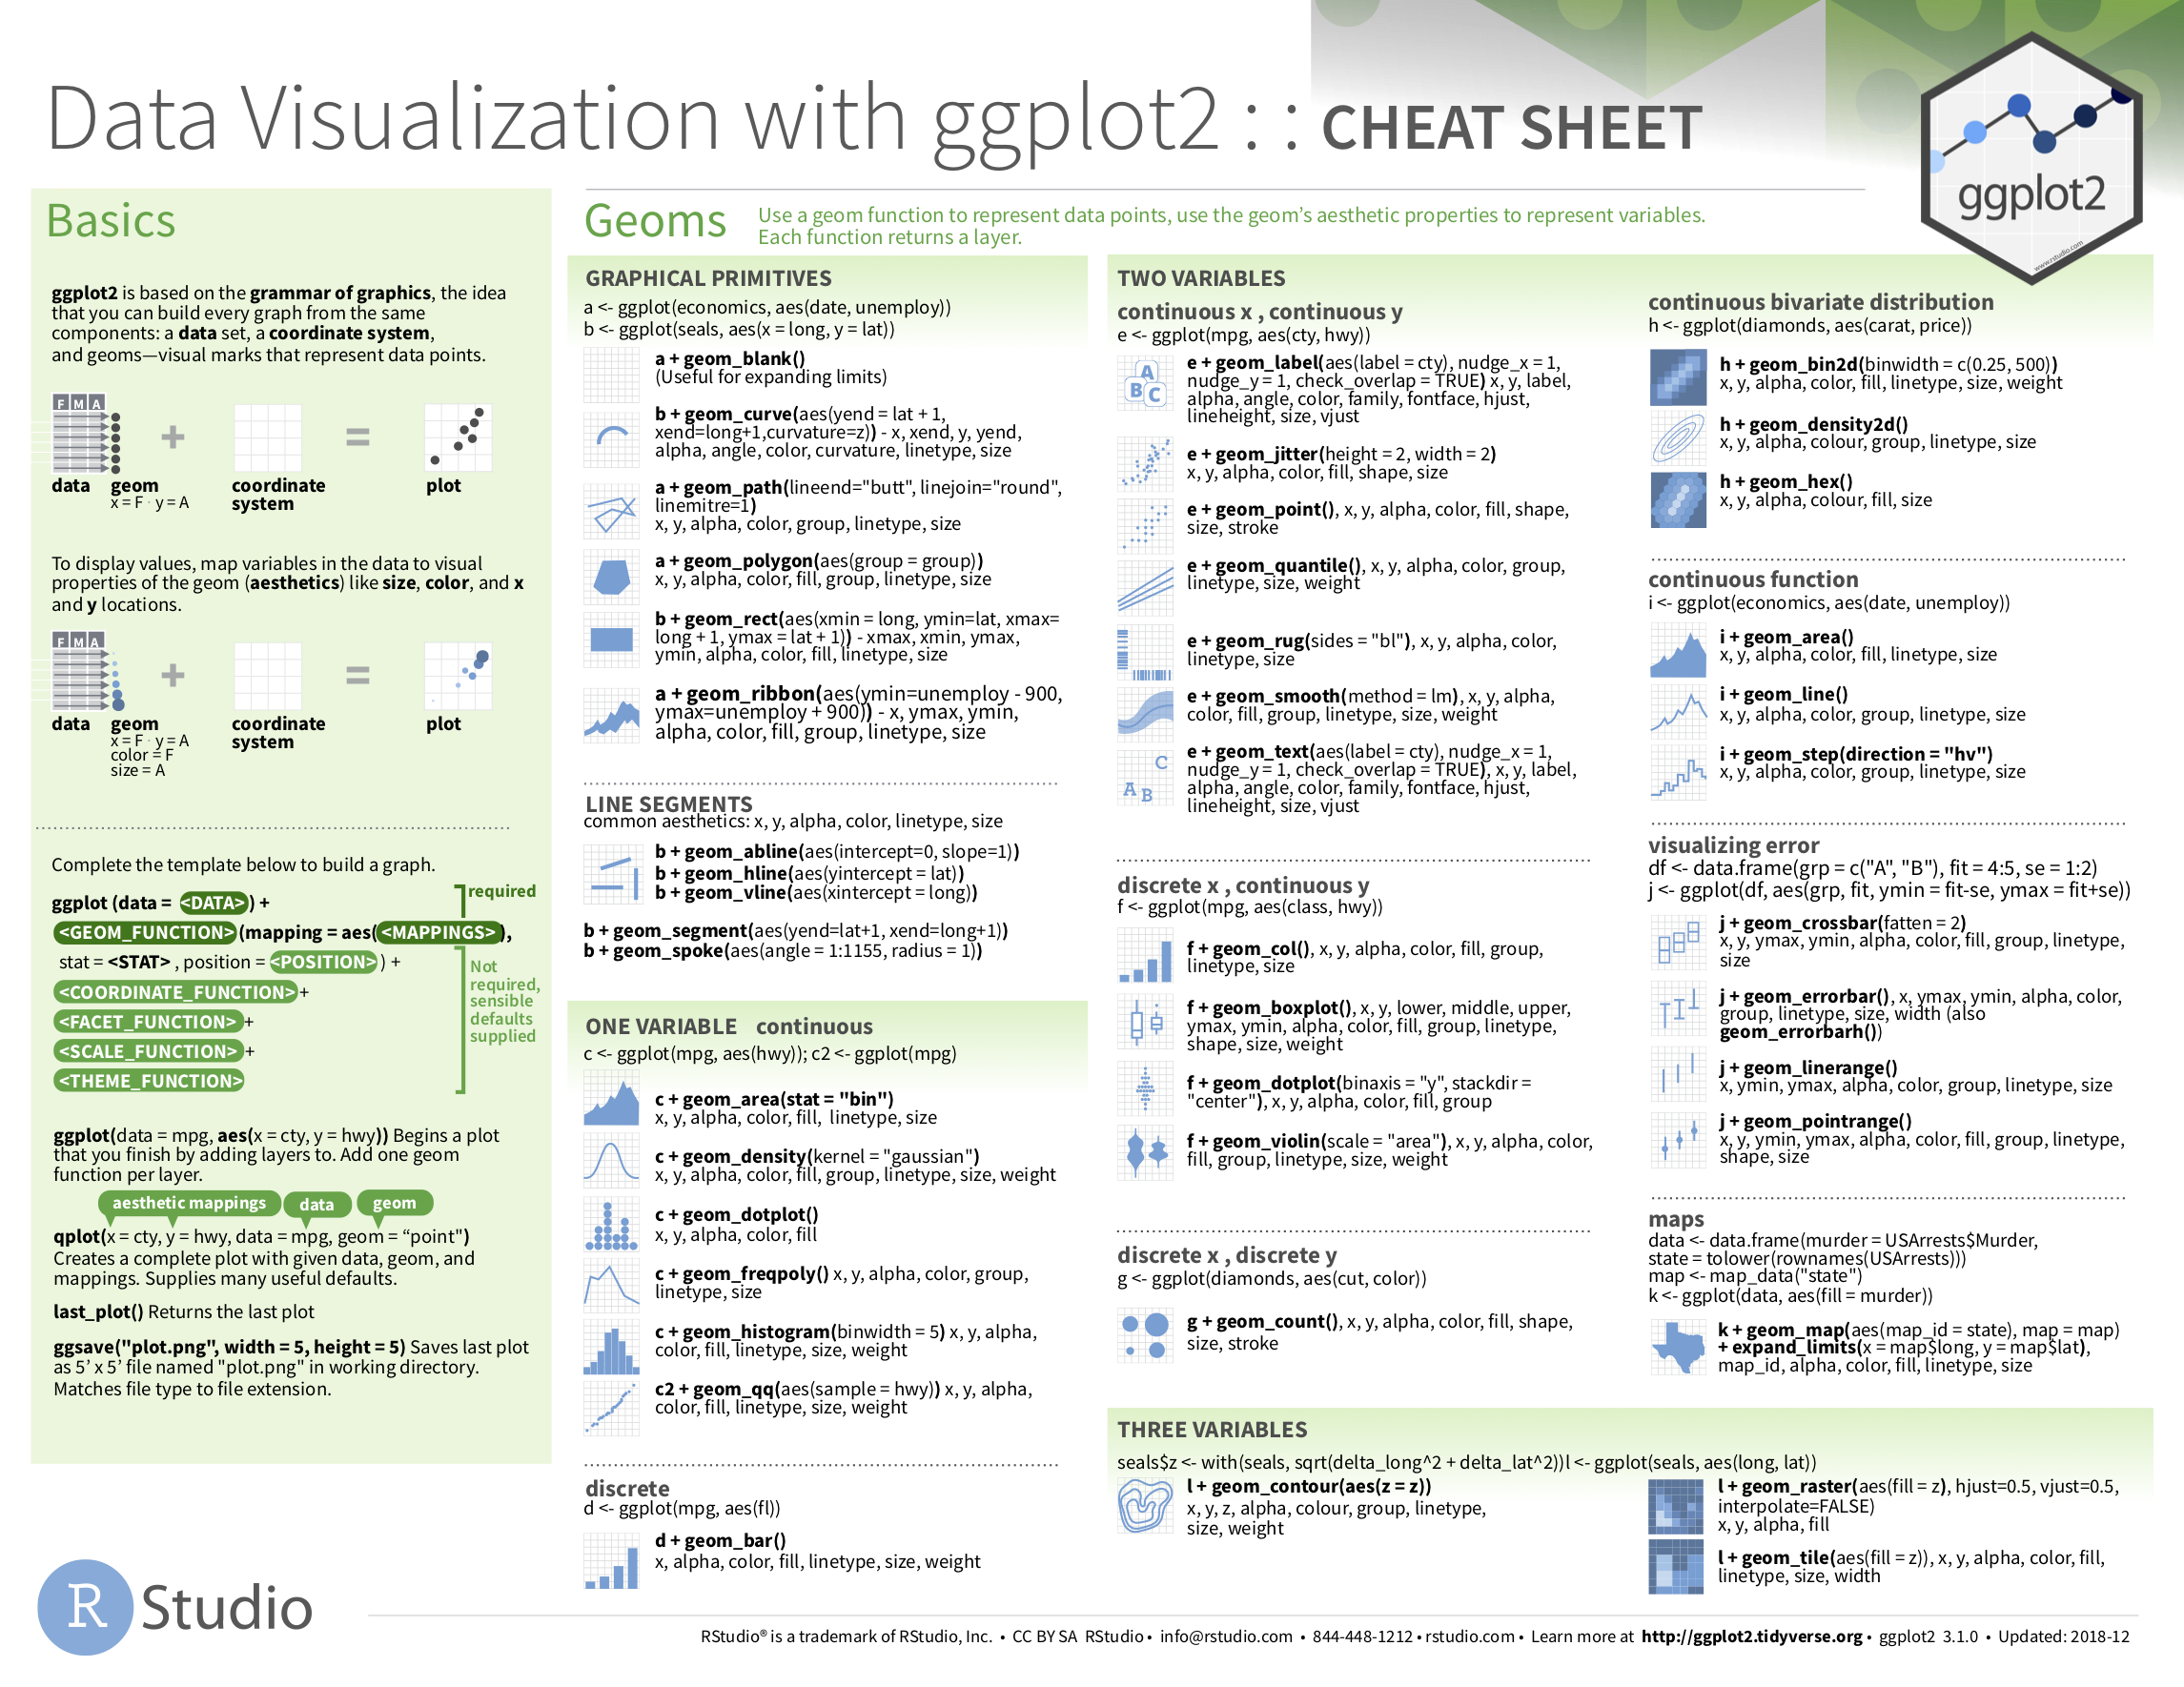 Data Visualization with ggplot2 : : CHEAT SHEET
ggplot2
www.rstudio.com
Basics
ggplot2 is based on the grammar of graphics, the idea
that you can build every graph from the same
components: a data set, a coordinate system,
and geoms—visual marks that represent data points.
F M A
data geom coordinate plot
x = F · y = A system
To display values, map variables in the data to visual
properties of the geom (aesthetics) like size, color, and x
and y locations.
F M A
data geom coordinate plot
x = F · y = A system
color = F
size = A
Complete the template below to build a graph.
required
ggplot (data = <DATA>) +
<GEOM_FUNCTION> (mapping = aes(<MAPPINGS>),
stat = <STAT> , position = <POSITION>) +
<COORDINATE_FUNCTION> +
<FACET_FUNCTION> +
<SCALE_FUNCTION> +
<THEME_FUNCTION>
Not
required,
sensible
defaults
supplied
ggplot(data = mpg, aes(x = cty, y = hwy)) Begins a plot
that you finish by adding layers to. Add one geom
function per layer.
aesthetic mappings data geom
qplot(x = cty, y = hwy, data = mpg, geom = “point")
Creates a complete plot with given data, geom, and
mappings. Supplies many useful defaults.
last_plot() Returns the last plot
ggsave("plot.png", width = 5, height = 5) Saves last plot
as 5’ x 5’ file named "plot.png" in working directory.
Matches file type to file extension.
Geoms
Use a geom function to represent data points, use the geom’s aesthetic properties to represent variables.
Each function returns a layer.
GRAPHICAL PRIMITIVES
a <- ggplot(economics, aes(date, unemploy))
b <- ggplot(seals, aes(x = long, y = lat))
a + geom_blank()
(Useful for expanding limits)
b + geom_curve(aes(yend = lat + 1,
xend=long+1,curvature=z)) - x, xend, y, yend,
alpha, angle, color, curvature, linetype, size
a + geom_path(lineend="butt", linejoin="round",
linemitre=1)
x, y, alpha, color, group, linetype, size
a + geom_polygon(aes(group = group))
x, y, alpha, color, fill, group, linetype, size
b + geom_rect(aes(xmin = long, ymin=lat, xmax=
long + 1, ymax = lat + 1)) - xmax, xmin, ymax,
ymin, alpha, color, fill, linetype, size
a + geom_ribbon(aes(ymin=unemploy - 900,
ymax=unemploy + 900)) - x, ymax, ymin,
alpha, color, fill, group, linetype, size
LINE SEGMENTS
common aesthetics: x, y, alpha, color, linetype, size
b + geom_abline(aes(intercept=0, slope=1))
b + geom_hline(aes(yintercept = lat))
b + geom_vline(aes(xintercept = long))
b + geom_segment(aes(yend=lat+1, xend=long+1))
b + geom_spoke(aes(angle = 1:1155, radius = 1))
ONE VARIABLE continuous
c <- ggplot(mpg, aes(hwy)); c2 <- ggplot(mpg)
c + geom_area(stat = "bin")
x, y, alpha, color, fill, linetype, size
c + geom_density(kernel = "gaussian")
x, y, alpha, color, fill, group, linetype, size, weight
c + geom_dotplot()
x, y, alpha, color, fill
c + geom_freqpoly() x, y, alpha, color, group,
linetype, size
c + geom_histogram(binwidth = 5) x, y, alpha,
color, fill, linetype, size, weight
c2 + geom_qq(aes(sample = hwy)) x, y, alpha,
color, fill, linetype, size, weight
discrete
d <- ggplot(mpg, aes(fl))
d + geom_bar()
x, alpha, color, fill, linetype, size, weight
TWO VARIABLES
continuous x , continuous y
e <- ggplot(mpg, aes(cty, hwy))
A
B C
e + geom_label(aes(label = cty), nudge_x = 1,
nudge_y = 1, check_overlap = TRUE) x, y, label,
alpha, angle, color, family, fontface, hjust,
lineheight, size, vjust
e + geom_jitter(height = 2, width = 2)
x, y, alpha, color, fill, shape, size
e + geom_point(), x, y, alpha, color, fill, shape,
size, stroke
e + geom_quantile(), x, y, alpha, color, group,
linetype, size, weight
e + geom_rug(sides = "bl"), x, y, alpha, color,
linetype, size
e + geom_smooth(method = lm), x, y, alpha,
color, fill, group, linetype, size, weight
C
A B
e + geom_text(aes(label = cty), nudge_x = 1,
nudge_y = 1, check_overlap = TRUE), x, y, label,
alpha, angle, color, family, fontface, hjust,
lineheight, size, vjust
discrete x , continuous y
f <- ggplot(mpg, aes(class, hwy))
f + geom_col(), x, y, alpha, color, fill, group,
linetype, size
f + geom_boxplot(), x, y, lower, middle, upper,
ymax, ymin, alpha, color, fill, group, linetype,
shape, size, weight
f + geom_dotplot(binaxis = "y", stackdir =
"center"), x, y, alpha, color, fill, group
f + geom_violin(scale = "area"), x, y, alpha, color,
fill, group, linetype, size, weight
discrete x , discrete y
g <- ggplot(diamonds, aes(cut, color))
g + geom_count(), x, y, alpha, color, fill, shape,
size, stroke
continuous bivariate distribution
h <- ggplot(diamonds, aes(carat, price))
h + geom_bin2d(binwidth = c(0.25, 500))
x, y, alpha, color, fill, linetype, size, weight
h + geom_density2d()
x, y, alpha, colour, group, linetype, size
h + geom_hex()
x, y, alpha, colour, fill, size
continuous function
i <- ggplot(economics, aes(date, unemploy))
i + geom_area()
x, y, alpha, color, fill, linetype, size
i + geom_line()
x, y, alpha, color, group, linetype, size
i + geom_step(direction = "hv")
x, y, alpha, color, group, linetype, size
visualizing error
df <- data.frame(grp = c("A", "B"), fit = 4:5, se = 1:2)
j <- ggplot(df, aes(grp, fit, ymin = fit-se, ymax = fit+se))
j + geom_crossbar(fatten = 2)
x, y, ymax, ymin, alpha, color, fill, group, linetype,
size
j + geom_errorbar(), x, ymax, ymin, alpha, color,
group, linetype, size, width (also
geom_errorbarh())
j + geom_linerange()
x, ymin, ymax, alpha, color, group, linetype, size
j + geom_pointrange()
x, y, ymin, ymax, alpha, color, fill, group, linetype,
shape, size
maps
data <- data.frame(murder = USArrests$Murder,
state = tolower(rownames(USArrests)))
map <- map_data("state")
k <- ggplot(data, aes(fill = murder))
k + geom_map(aes(map_id = state), map = map)
+ expand_limits(x = map$long, y = map$lat),
map_id, alpha, color, fill, linetype, size
THREE VARIABLES
seals$z <- with(seals, sqrt(delta_long^2 + delta_lat^2))l <- ggplot(seals, aes(long, lat))
l + geom_contour(aes(z = z))
x, y, z, alpha, colour, group, linetype,
size, weight
l + geom_raster(aes(fill = z), hjust=0.5, vjust=0.5,
interpolate=FALSE)
x, y, alpha, fill
l + geom_tile(aes(fill = z)), x, y, alpha, color, fill,
linetype, size, width
R Studio
RStudio® is a trademark of RStudio, Inc. • CC BY SA RStudio • info@rstudio.com • 844-448-1212 • rstudio.com • Learn more at http://ggplot2.tidyverse.org • ggplot2 3.1.0 • Updated: 2018-12